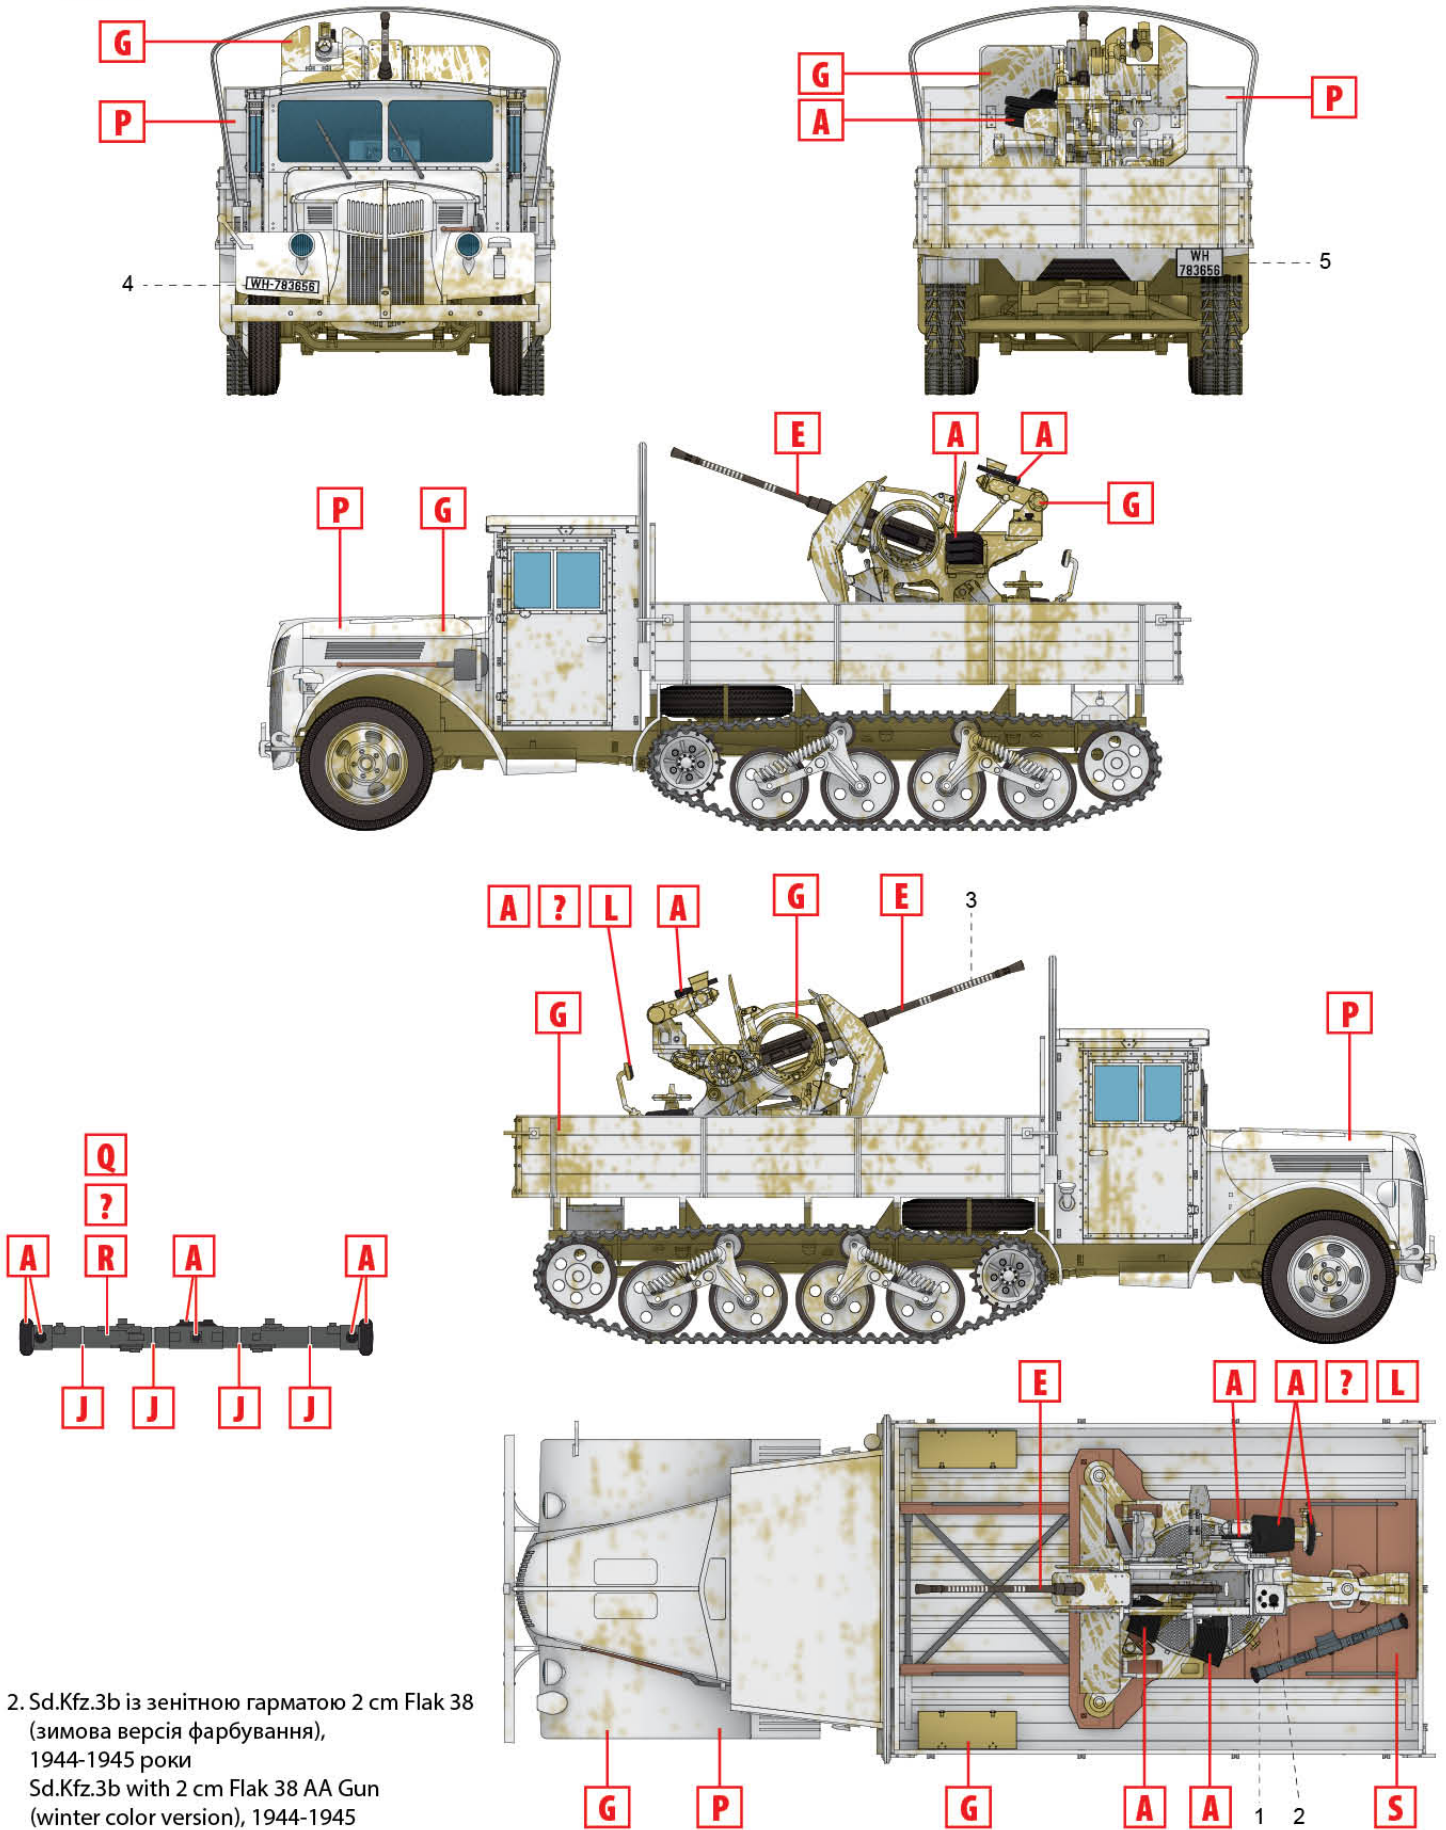 G
G
P
A
P
4
WH-783656
WH
783656
5
E
A
A
P
G
G
A
?
L
A
G
E
3
G
P
Q
?
A
R
A
A
J
J
J
J
E
A
A
?
L
2. Sd.Kfz.3b із зенітною гарматою 2 cm Flak 38
(зимова версія фарбування),
1944-1945 роки
Sd.Kfz.3b with 2 cm Flak 38 AA Gun
(winter color version), 1944-1945
G
P
G
A
A
1
2
S